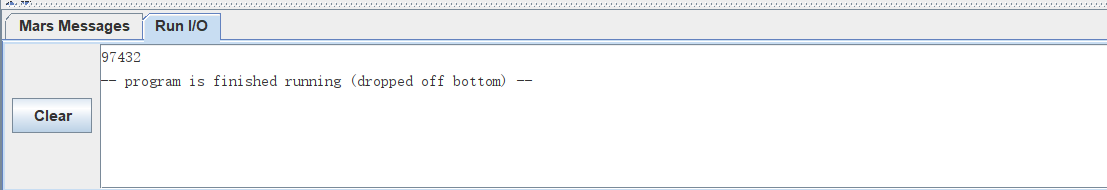 Mars Messages Run I/O
97432
-- program is finished running (dropped off bottom) --
Clear